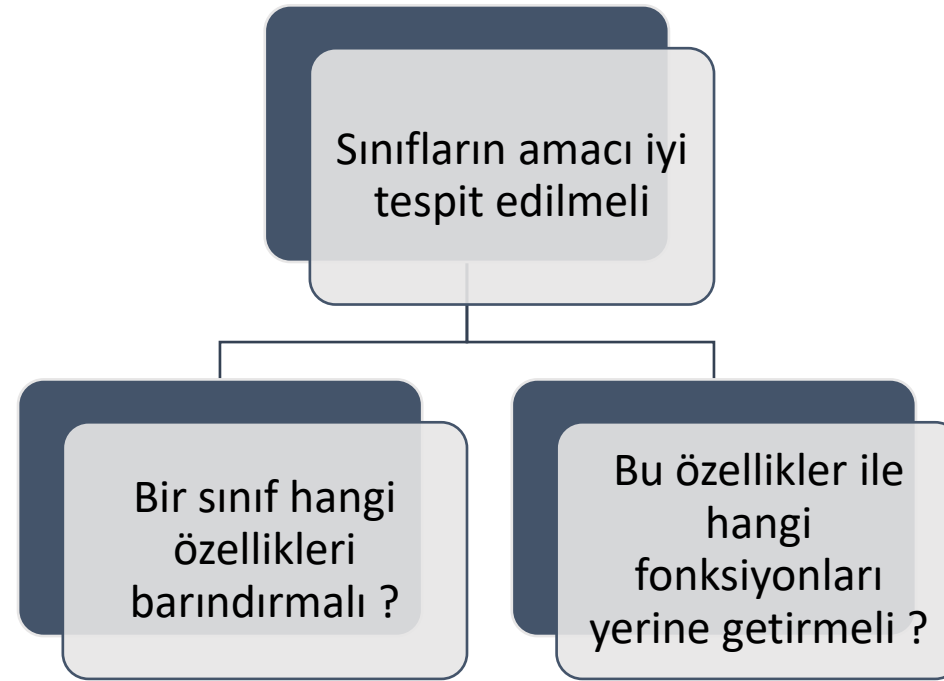 Sınıfların amacı iyi
tespit edilmeli
Bir sınıf hangi
özellikleri
barındırmalı ?
Bu özellikler ile
hangi
fonksiyonları
yerine getirmeli ?